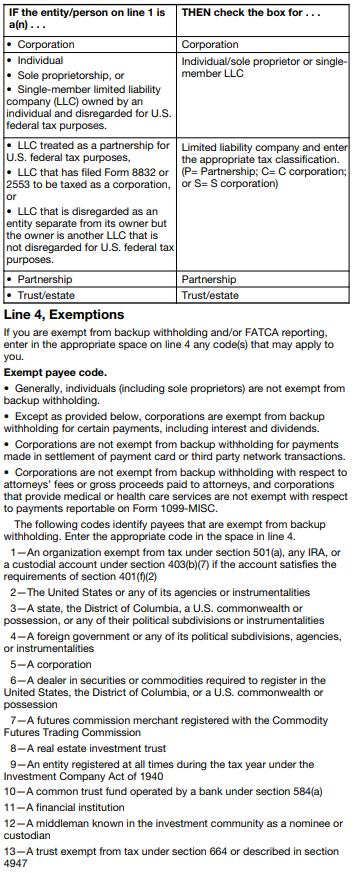 IF the entity/person on line 1 is
a(n) . . .
THEN check the box for . . .
• Corporation
Corporation
• Individual
• Sole proprietorship, or
• Single-member limited liability
company (LLC) owned by an
individual and disregarded for U.S.
federal tax purposes.
Individual/sole proprietor or single-
member LLC
• LLC treated as a partnership for
U.S. federal tax purposes,
• LLC that has filed Form 8832 or
2553 to be taxed as a corporation,
or
• LLC that is disregarded as an
entity separate from its owner but
the owner is another LLC that is
not disregarded for U.S. federal tax
purposes.
Limited liability company and enter
the appropriate tax classification.
(P= Partnership; C= C corporation;
or S= S corporation)
• Partnership
Partnership
• Trust/estate
Trust/estate
Line 4, Exemptions
If you are exempt from backup withholding and/or FATCA reporting,
enter in the appropriate space on line 4 any code(s) that may apply to
you.
Exempt payee code.
• Generally, individuals (including sole proprietors) are not exempt from
backup withholding.
• Except as provided below, corporations are exempt from backup
withholding for certain payments, including interest and dividends.
• Corporations are not exempt from backup withholding for payments
made in settlement of payment card or third party network transactions.
• Corporations are not exempt from backup withholding with respect to
attorneys' fees or gross proceeds paid to attorneys, and corporations
that provide medical or health care services are not exempt with respect
to payments reportable on Form 1099-MISC.
The following codes identify payees that are exempt from backup
withholding. Enter the appropriate code in the space in line 4.
1—An organization exempt from tax under section 501(a), any IRA, or
a custodial account under section 403(b)(7) if the account satisfies the
requirements of section 401(f)(2)
2—The United States or any of its agencies or instrumentalities
3—A state, the District of Columbia, a U.S. commonwealth or
possession, or any of their political subdivisions or instrumentalities
4—A foreign government or any of its political subdivisions, agencies,
or instrumentalities
5—A corporation
6—A dealer in securities or commodities required to register in the
United States, the District of Columbia, or a U.S. commonwealth or
possession
7—A futures commission merchant registered with the Commodity
Futures Trading Commission
8—A real estate investment trust
9—An entity registered at all times during the tax year under the
Investment Company Act of 1940
10—A common trust fund operated by a bank under section 584(a)
11—A financial institution
12—A middleman known in the investment community as a nominee or
custodian
13—A trust exempt from tax under section 664 or described in section
4947